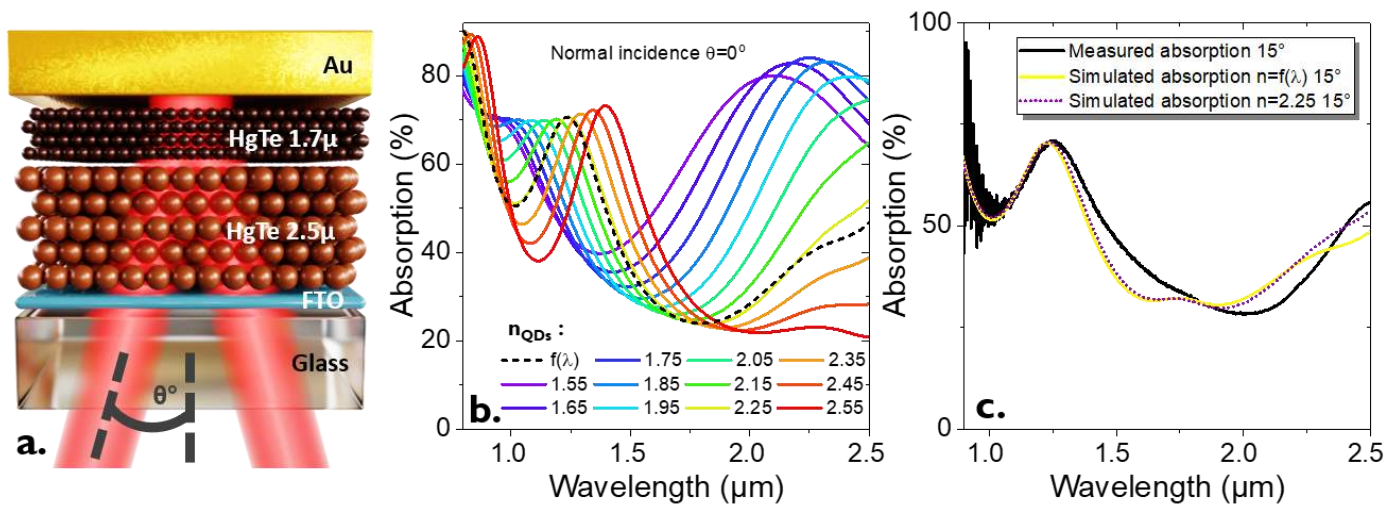 Au
HgTe 1.7µ
HgTe 2.5µ
FTO
Glass
θ°
a.
Absorption (%)
80
60
40
20
0
Normal incidence θ=0°
n_QDs :
f(λ) 1.75 2.05 2.35
1.55 1.85 2.15 2.45
1.65 1.95 2.25 2.55
b.
1.0 1.5 2.0 2.5
Wavelength (µm)
Absorption (%)
100
50
0
Measured absorption 15°
Simulated absorption n=f(λ) 15°
Simulated absorption n=2.25 15°
c.
1.0 1.5 2.0 2.5
Wavelength (µm)